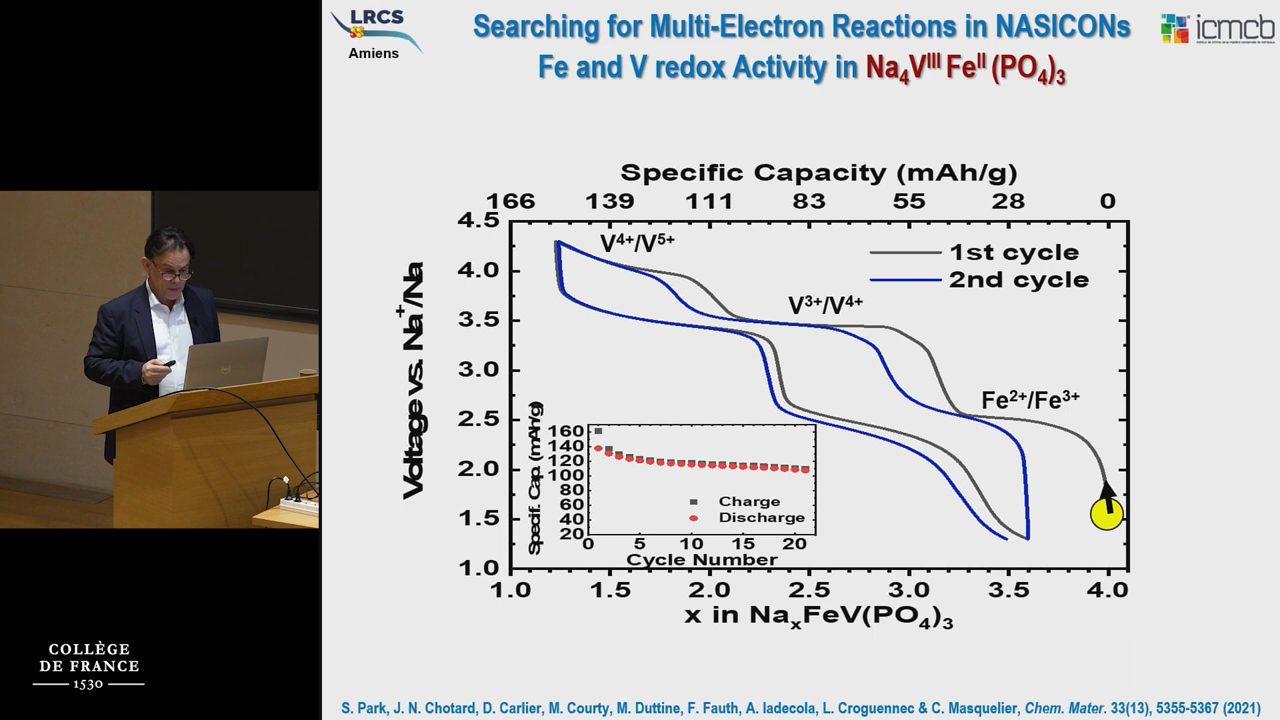 LRCS
Amiens
Searching for Multi-Electron Reactions in NASICONs
Fe and V redox Activity in Na₄Vᴵᴵᴵ Feᴵᴵ (PO₄)₃
icmcb
Specific Capacity (mAh/g)
166 139 111 83 55 28 0
4.5
4.0
3.5
3.0
2.5
2.0
1.5
1.0
Voltage vs. Na⁺/Na
V⁴⁺/V⁵⁺
1st cycle
2nd cycle
V³⁺/V⁴⁺
Fe²⁺/Fe³⁺
Specif. Cap. (mAh/g)
160
140
120
100
80
60
40
20
Charge
Discharge
0 5 10 15 20
Cycle Number
1.0 1.5 2.0 2.5 3.0 3.5 4.0
x in NaₓFeV(PO₄)₃
COLLÈGE
DE FRANCE
1530
S. Park, J. N. Chotard, D. Carlier, M. Courty, M. Duttine, F. Fauth, A. Iadecola, L. Croguennec & C. Masquelier, Chem. Mater. 33(13), 5355-5367 (2021)